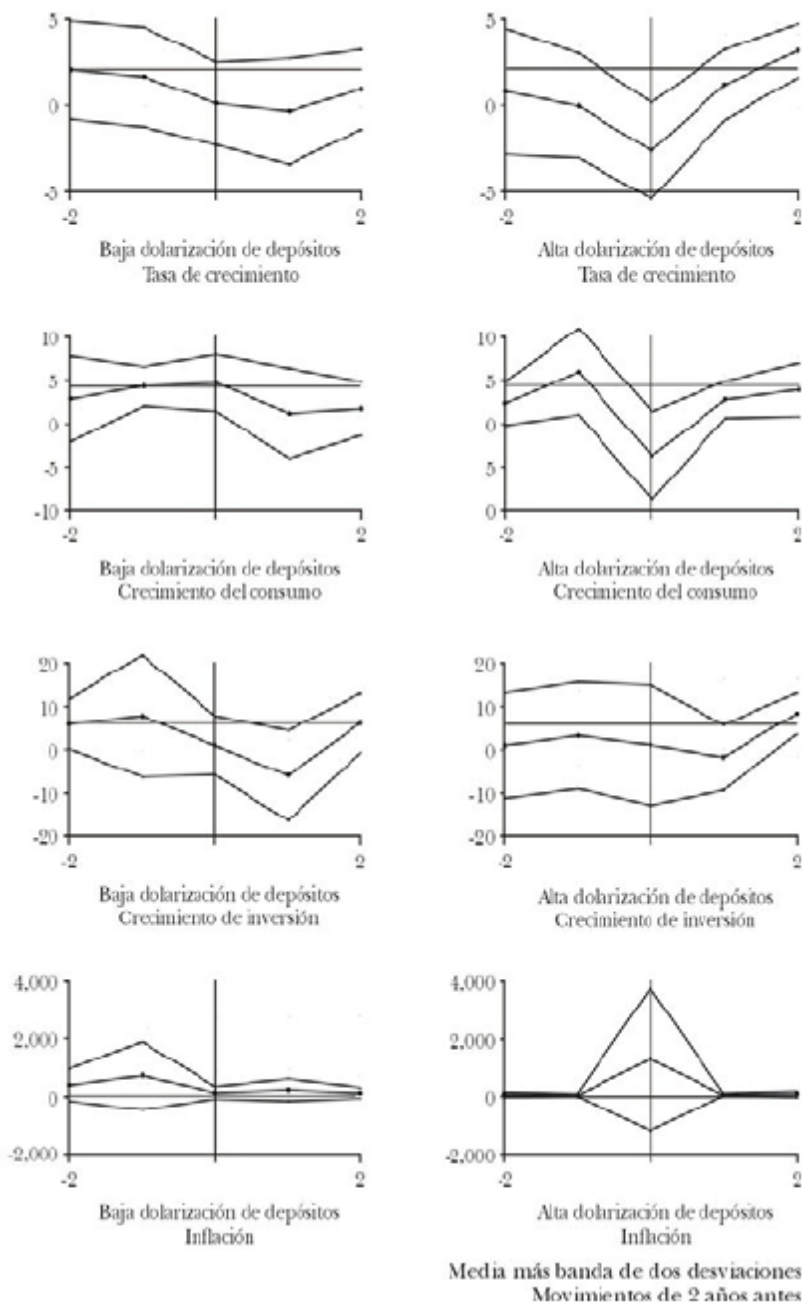 5
0
-5
-2
2
Baja dolarización de depósitos
Tasa de crecimiento
5
0
-5
-2
2
Alta dolarización de depósitos
Tasa de crecimiento
10
5
0
-5
-10
-2
2
Baja dolarización de depósitos
Crecimiento del consumo
10
5
0
5
0
-2
2
Alta dolarización de depósitos
Crecimiento del consumo
20
10
0
-10
-20
-2
2
Baja dolarización de depósitos
Crecimiento de inversión
20
10
0
-10
-20
-2
2
Alta dolarización de depósitos
Crecimiento de inversión
4,000
2,000
0
-2,000
-2
2
Baja dolarización de depósitos
Inflación
4,000
2,000
0
-2,000
-2
2
Alta dolarización de depósitos
Inflación
Media más banda de dos desviaciones
Movimientos de 2 años antes